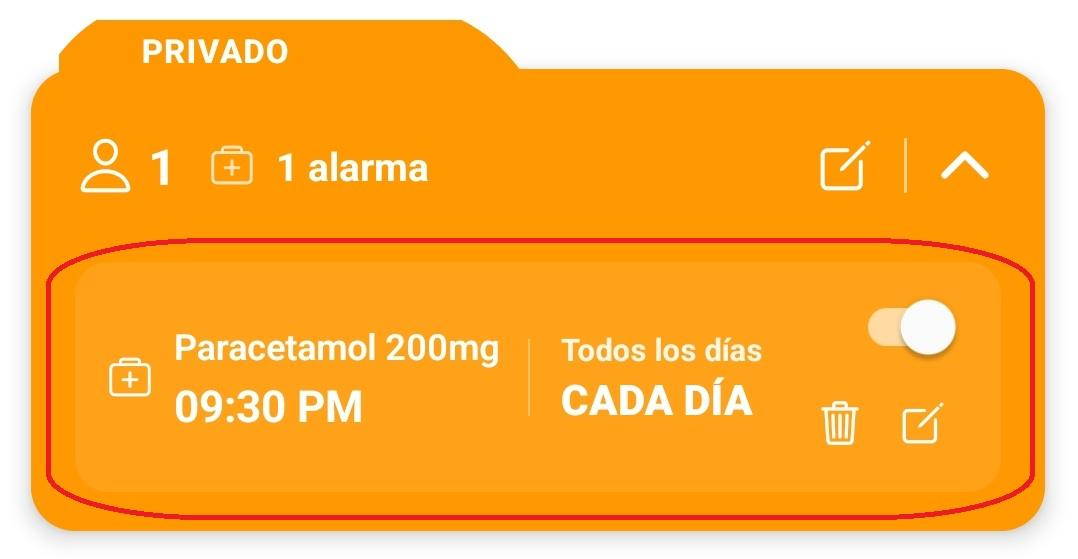 PRIVADO
1 1 alarma
Paracetamol 200mg
09:30 PM
Todos los días
CADA DÍA